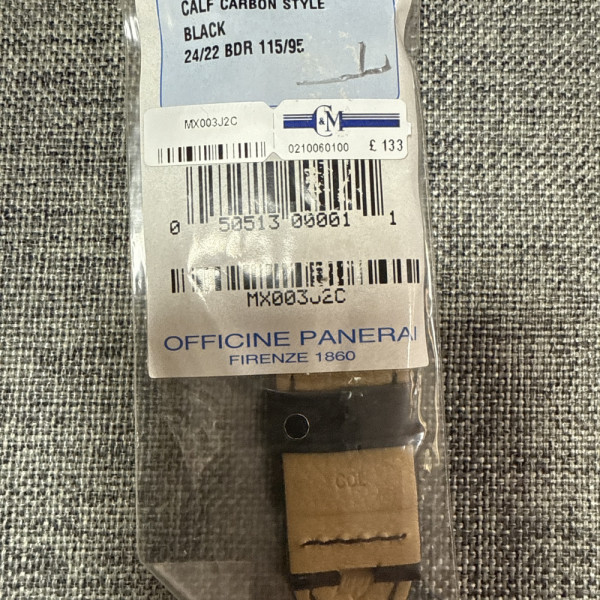 CALF CARBON STYLE
BLACK
24/22 BDR 115/95
MX003J2C
C&M
0210060100 £ 133
0 50513 00001 1
MX003J2C
OFFICINE PANERAI
FIRENZE 1860
COL